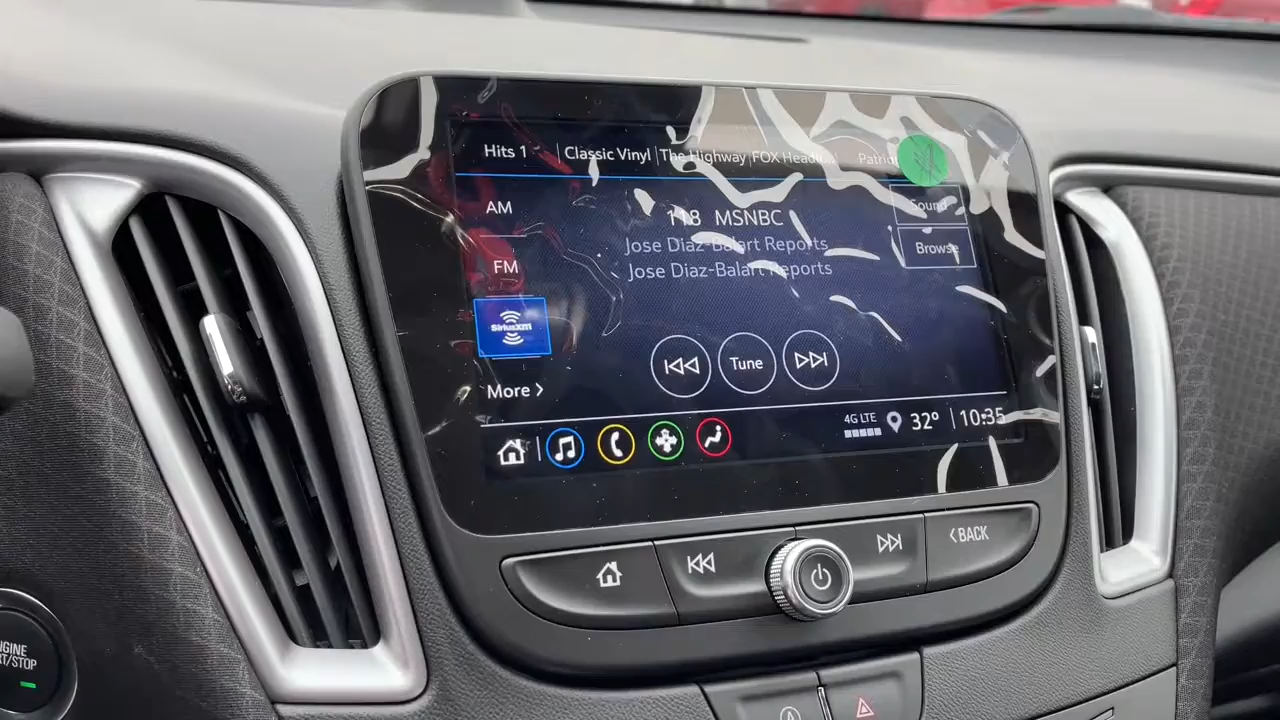 Hits 1
Classic Vinyl
The Highway
FOX Headli...
Patriot
AM
118 MSNBC
Sound
Jose Diaz-Balart Reports
Browse
FM
Jose Diaz-Balart Reports
SiriusXM
Tune
More >
4G LTE
32°
10:35
< BACK